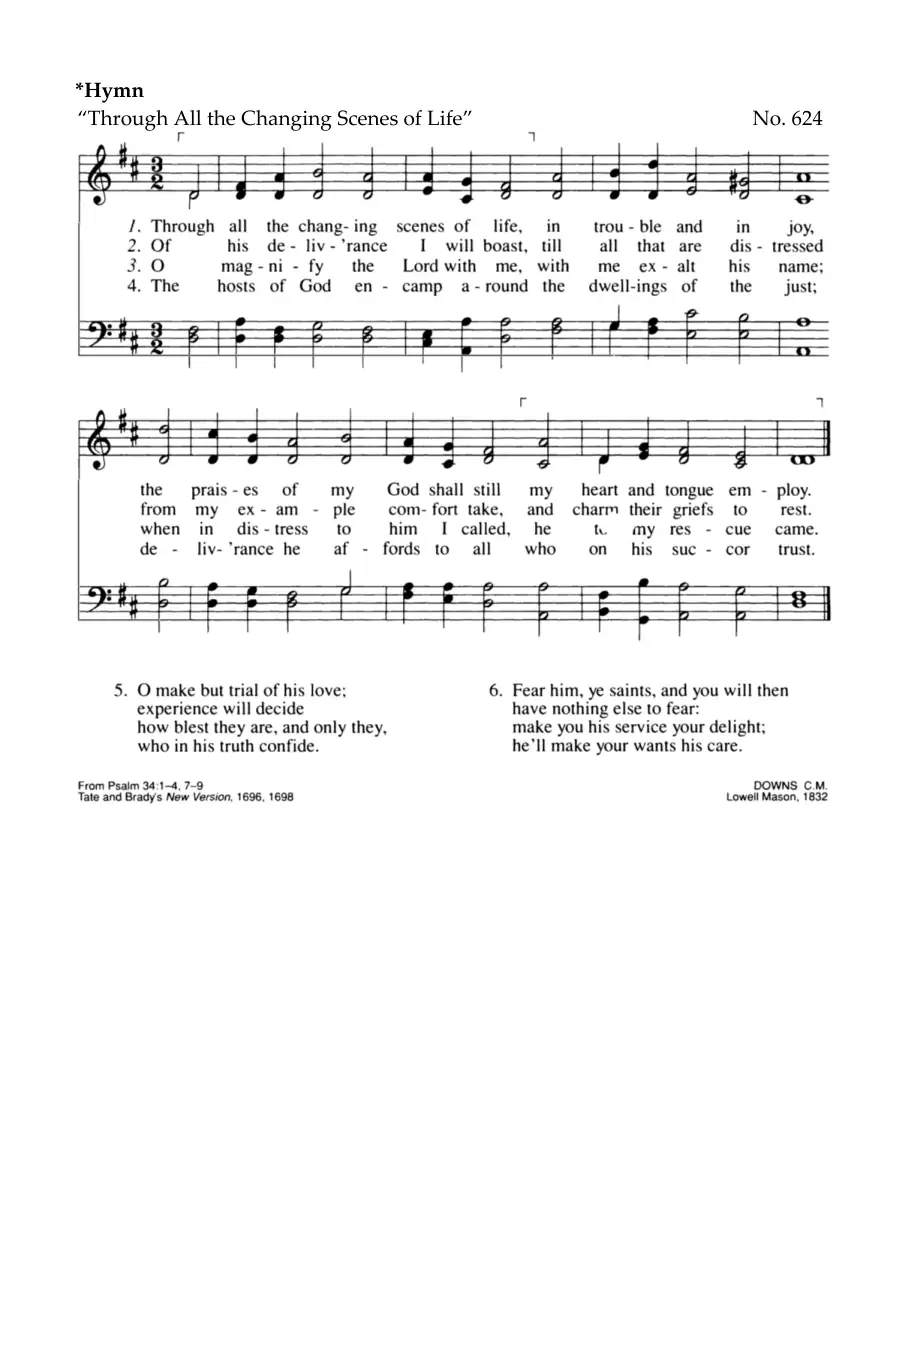 *Hymn
“Through All the Changing Scenes of Life” No. 624
1. Through all the chang- ing scenes of life, in trou - ble and in joy,
2. Of his de - liv - ’rance I will boast, till all that are dis - tressed
3. O mag - ni - fy the Lord with me, with me ex - alt his name;
4. The hosts of God en - camp a - round the dwell-ings of the just;
the prais - es of my God shall still my heart and tongue em - ploy.
from my ex - am - ple com- fort take, and charm their griefs to rest.
when in dis - tress to him I called, he my res - cue came.
de - liv- ’rance he af - fords to all who on his suc - cor trust.
5. O make but trial of his love;
experience will decide
how blest they are, and only they,
who in his truth confide.
6. Fear him, ye saints, and you will then
have nothing else to fear:
make you his service your delight;
he’ll make your wants his care.
From Psalm 34:1–4, 7–9
Tate and Brady's New Version, 1696, 1698
DOWNS C.M.
Lowell Mason, 1832